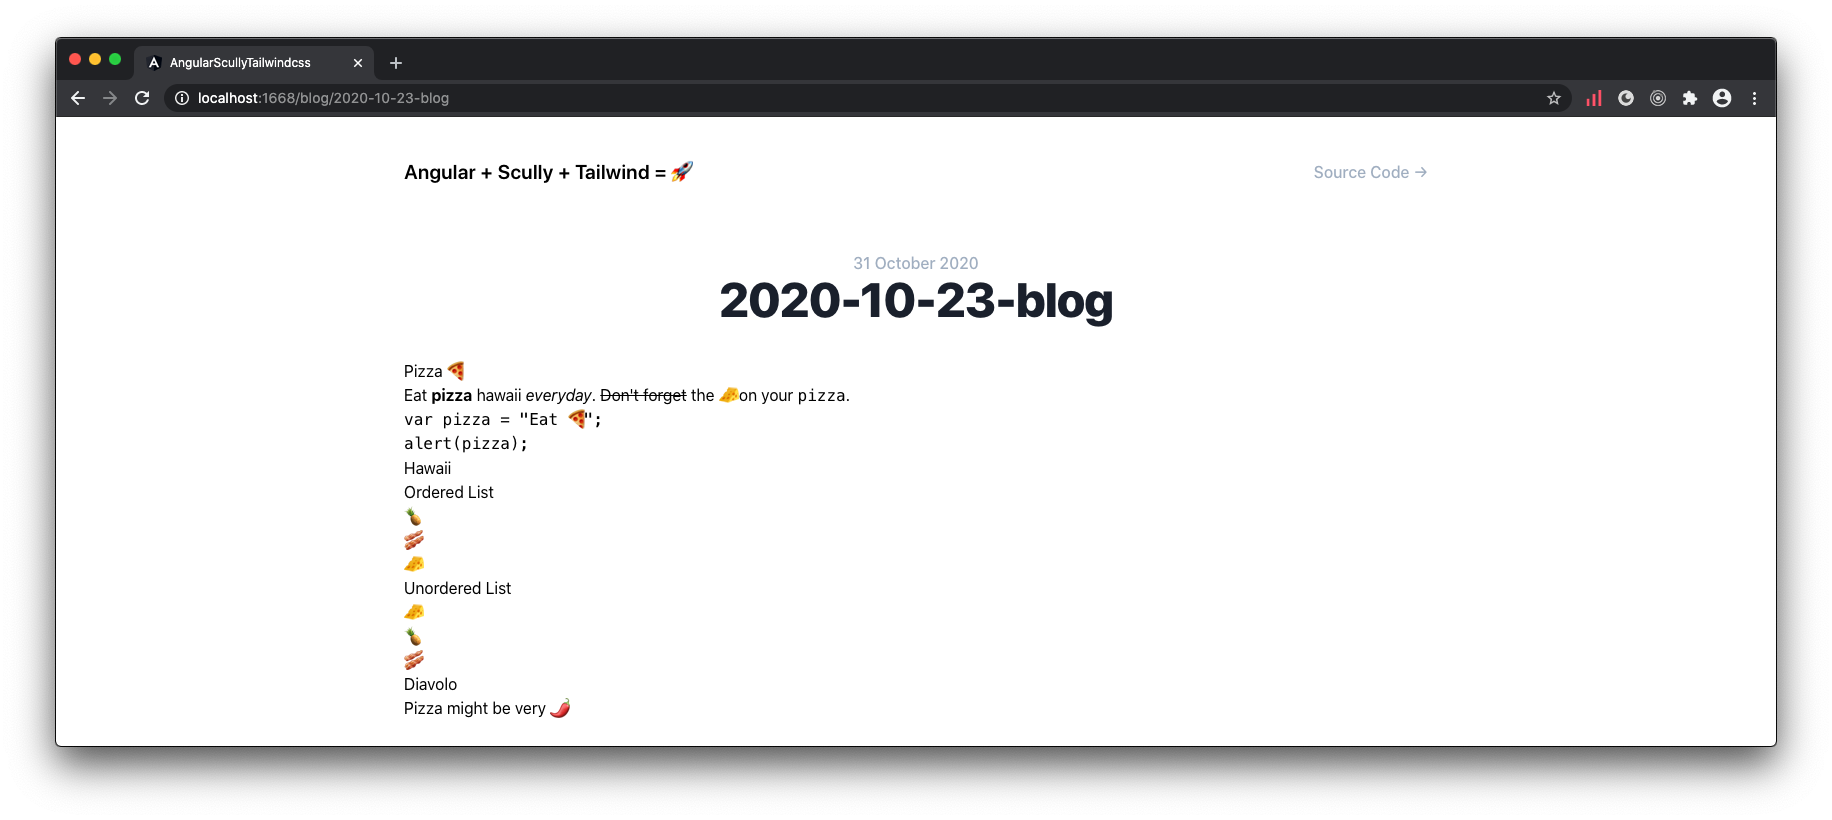 AngularScullyTailwindcss
localhost:1668/blog/2020-10-23-blog
Angular + Scully + Tailwind = 🚀
Source Code →
31 October 2020
2020-10-23-blog
Pizza 🍕
Eat pizza hawaii everyday. Don't forget the 🧀on your pizza.
var pizza = "Eat 🍕";
alert(pizza);
Hawaii
Ordered List
🍍
🥓
🧀
Unordered List
🧀
🍍
🥓
Diavolo
Pizza might be very 🌶